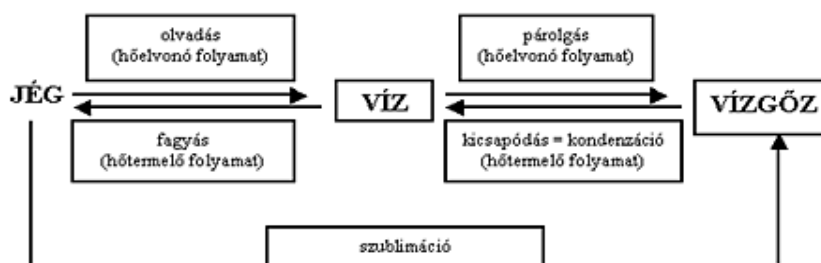 olvadás
(hőelvonó folyamat)
párolgás
(hőelvonó folyamat)
JÉG
VÍZ
VÍZGŐZ
fagyás
(hőtermelő folyamat)
kicsapódás = kondenzáció
(hőtermelő folyamat)
szublimáció